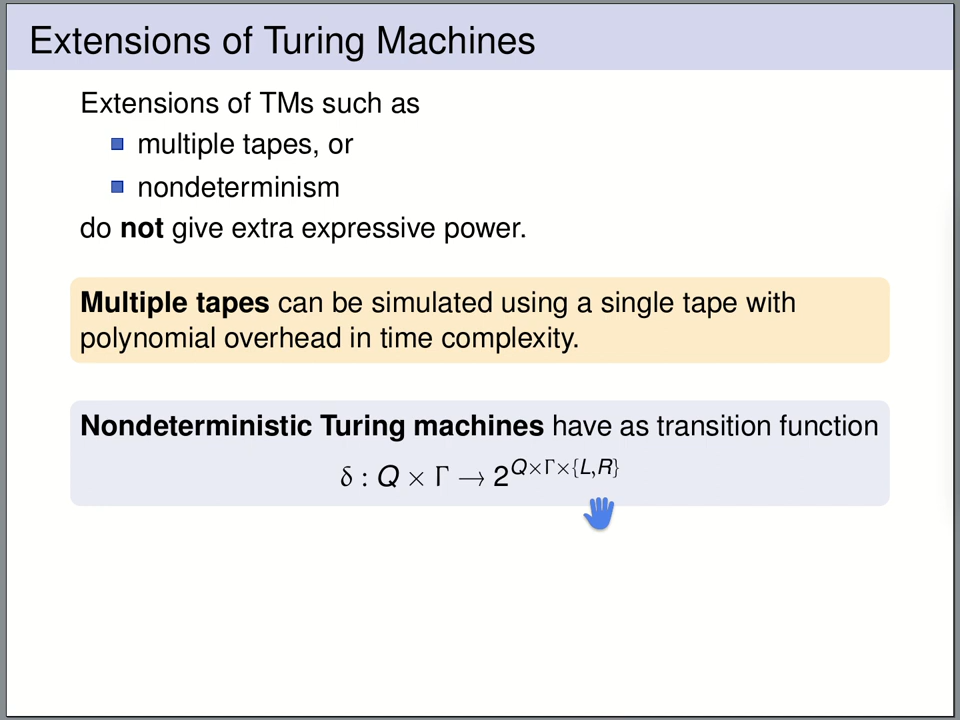 Extensions of Turing Machines
Extensions of TMs such as
multiple tapes, or
nondeterminism
do not give extra expressive power.
Multiple tapes can be simulated using a single tape with
polynomial overhead in time complexity.
Nondeterministic Turing machines have as transition function
δ : Q × Γ → 2^{Q×Γ×{L,R}}